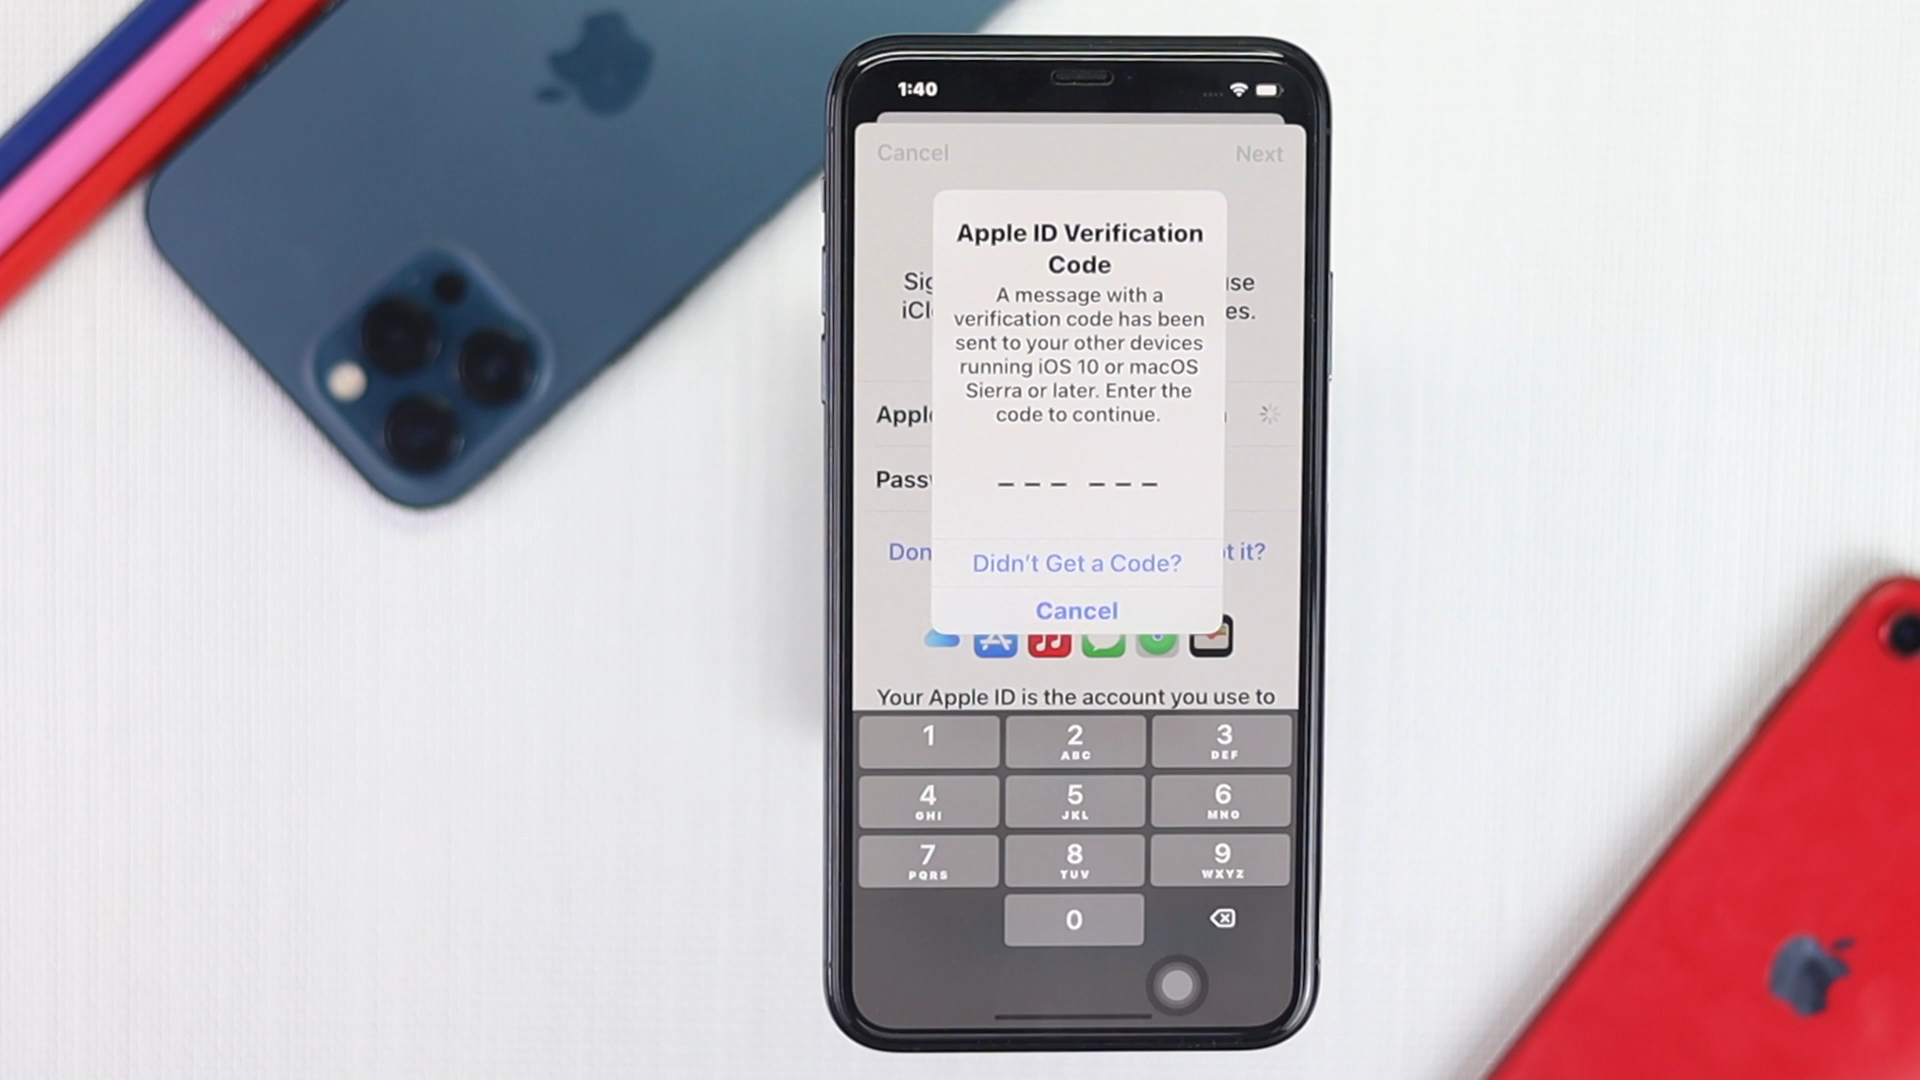 1:40
Cancel
Next
Apple ID Verification
Code
A message with a
verification code has been
sent to your other devices
running iOS 10 or macOS
Sierra or later. Enter the
code to continue.
Didn't Get a Code?
Cancel
Your Apple ID is the account you use to
1
2
ABC
3
DEF
4
GHI
5
JKL
6
MNO
7
PQRS
8
TUV
9
WXYZ
0